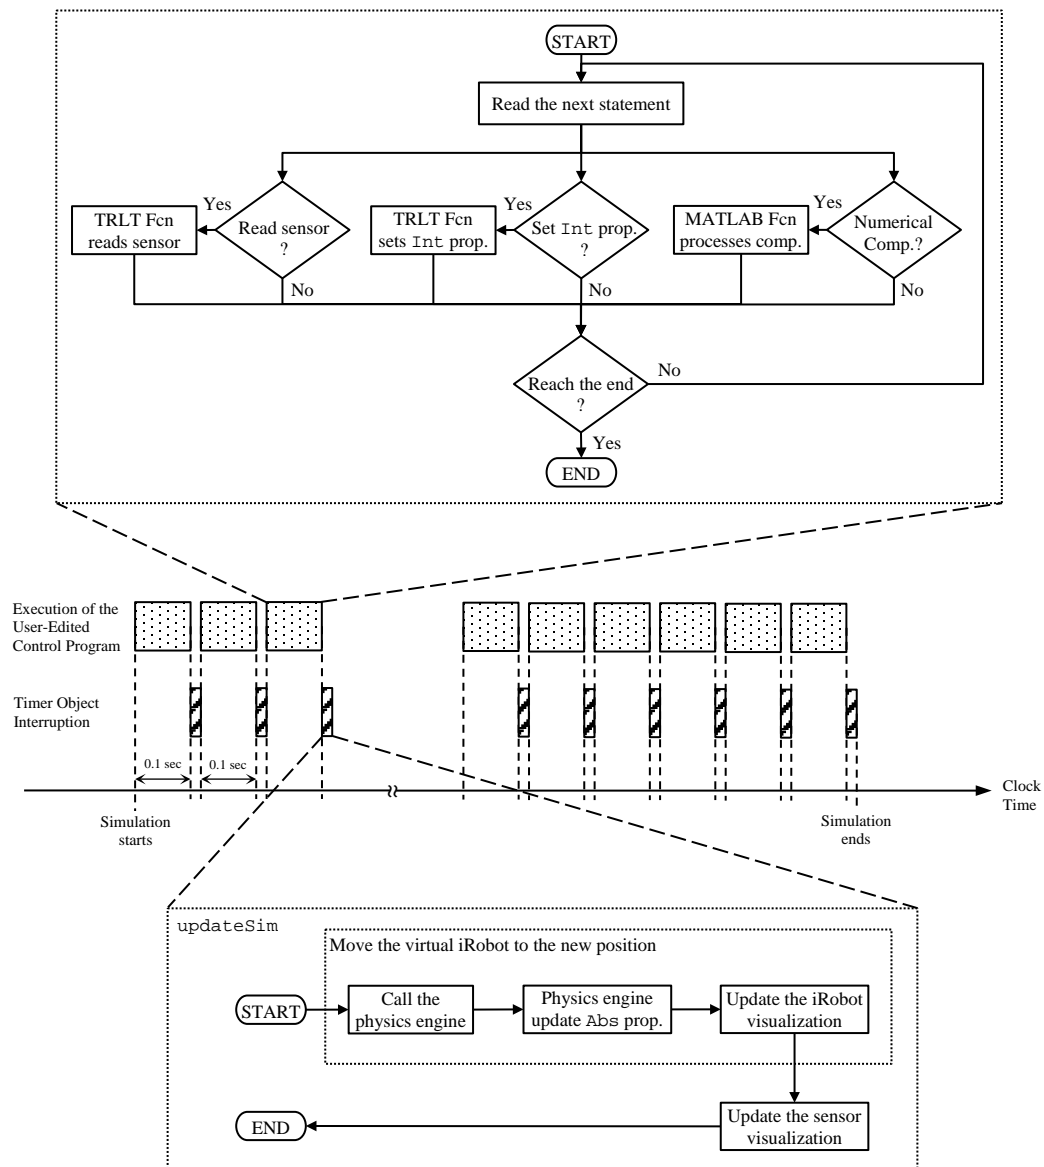 START
Read the next statement
Yes
TRLT Fcn
reads sensor
Read sensor
?
No
Yes
TRLT Fcn
sets Int prop.
Set Int prop.
?
No
Yes
MATLAB Fcn
processes comp.
Numerical
Comp.?
No
Reach the end
?
No
Yes
END
Execution of the
User-Edited
Control Program
Timer Object
Interruption
0.1 sec
0.1 sec
≈
Clock
Time
Simulation
starts
Simulation
ends
updateSim
Move the virtual iRobot to the new position
START
Call the
physics engine
Physics engine
update Abs prop.
Update the iRobot
visualization
END
Update the sensor
visualization